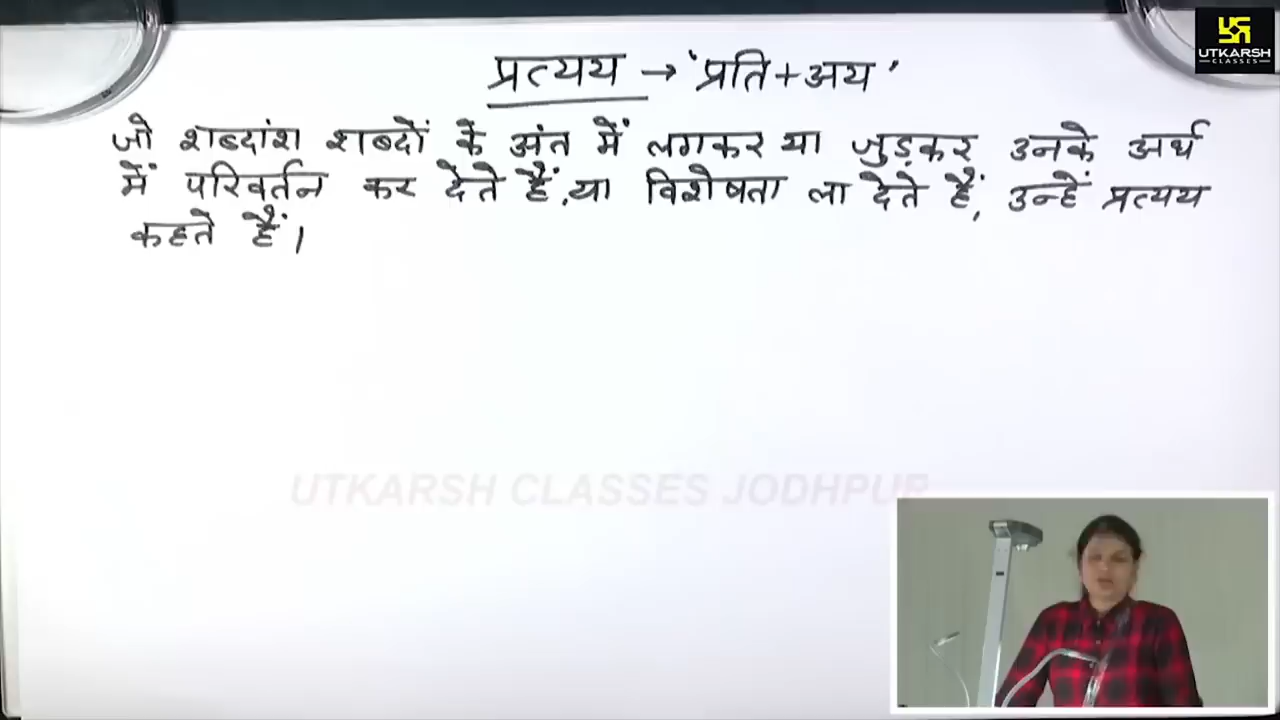 UTKARSH
CLASSES
प्रत्यय → 'प्रति+अय'
जो शब्दांश शब्दों के अंत में लगकर या जुड़कर उनके अर्थ
में परिवर्तन कर देते हैं, या विशेषता ला देते हैं, उन्हें प्रत्यय
कहते हैं।
UTKARSH CLASSES JODHPUR